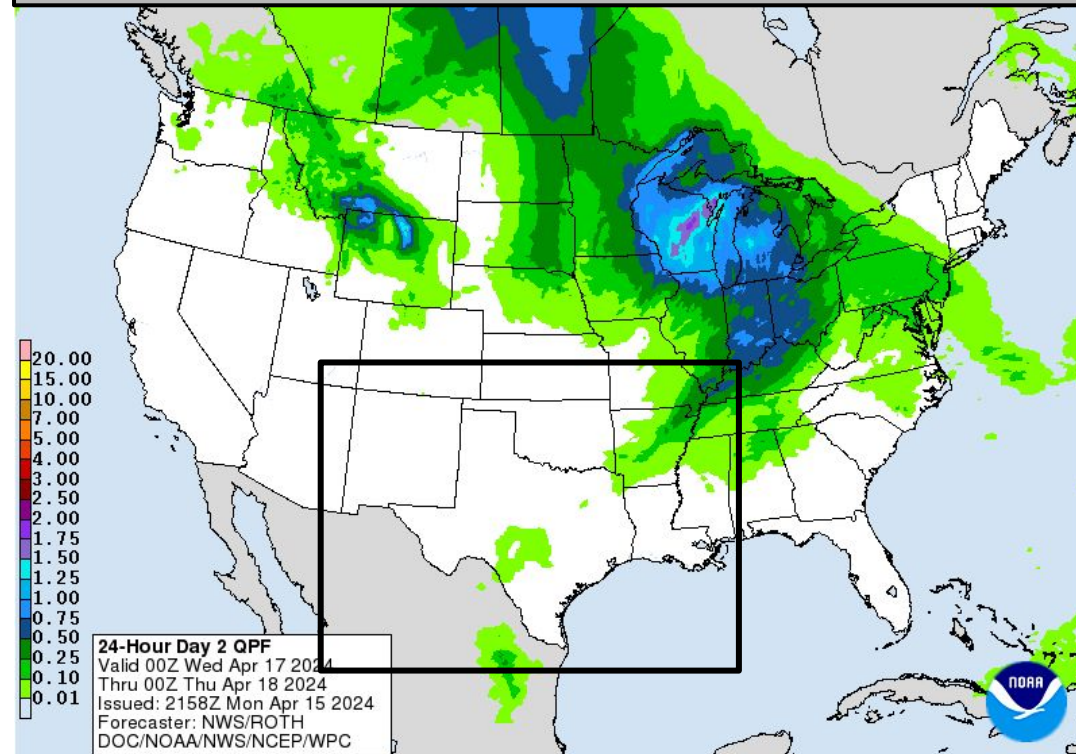 20.00
15.00
10.00
7.00
5.00
4.00
3.00
2.50
2.00
1.75
1.50
1.25
1.00
0.75
0.50
0.25
0.10
0.01
24-Hour Day 2 QPF
Valid 00Z Wed Apr 17 2024
Thru 00Z Thu Apr 18 2024
Issued: 2158Z Mon Apr 15 2024
Forecaster: NWS/ROTH
DOC/NOAA/NWS/NCEP/WPC
NOAA